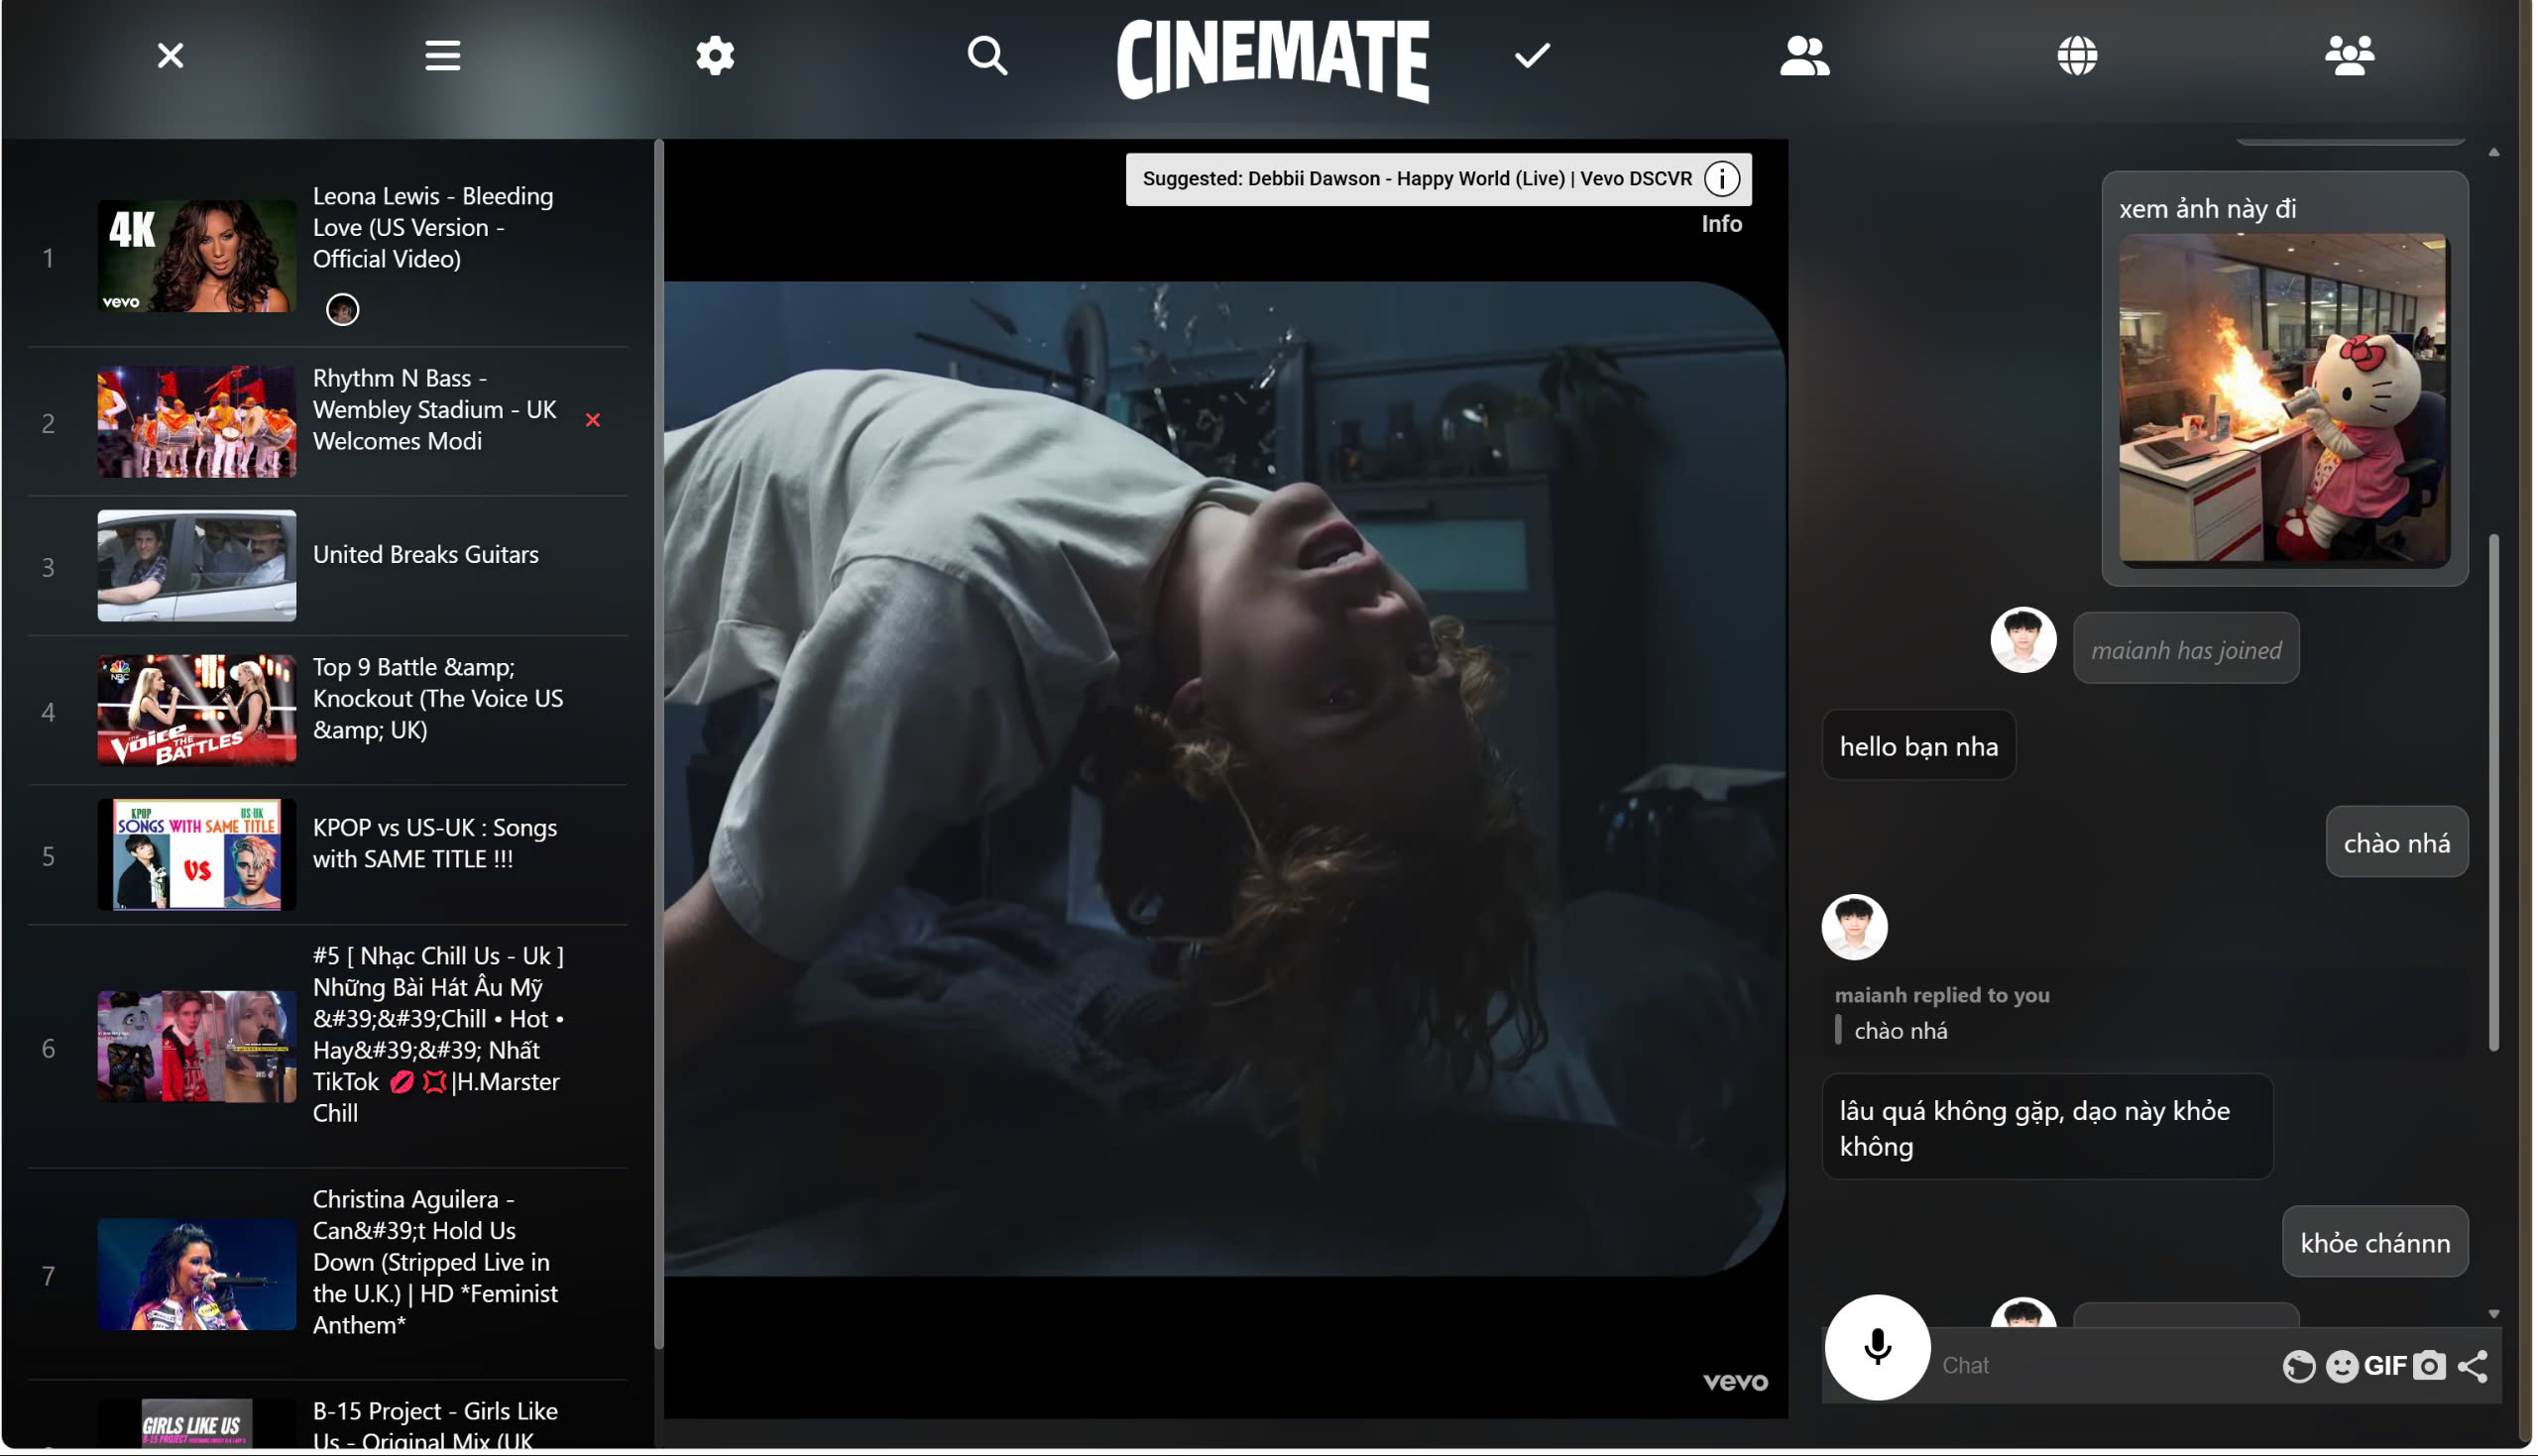 CINEMATE
1
4K
vevo
Leona Lewis - Bleeding
Love (US Version -
Official Video)
2
Rhythm N Bass -
Wembley Stadium - UK
Welcomes Modi
3
United Breaks Guitars
4
NBC
THE
Voice THE
BATTLES
Top 9 Battle &amp;
Knockout (The Voice US
&amp; UK)
5
KPOP US-UK
SONGS WITH SAME TITLE
VS
KPOP vs US-UK : Songs
with SAME TITLE !!!
6
#5 [ Nhạc Chill Us - Uk ]
Những Bài Hát Âu Mỹ
&#39;&#39;Chill • Hot •
Hay&#39;&#39; Nhất
TikTok 💋 💢|H.Marster
Chill
7
Christina Aguilera -
Can&#39;t Hold Us
Down (Stripped Live in
the U.K.) | HD *Feminist
Anthem*
GIRLS LIKE US
B-15 PROJECT
B-15 Project - Girls Like
Us - Original Mix (UK
Suggested: Debbii Dawson - Happy World (Live) | Vevo DSCVR
Info
vevo
xem ảnh này đi
maianh has joined
hello bạn nha
chào nhá
maianh replied to you
chào nhá
lâu quá không gặp, dạo này khỏe
không
khỏe chánnn
Chat
GIF